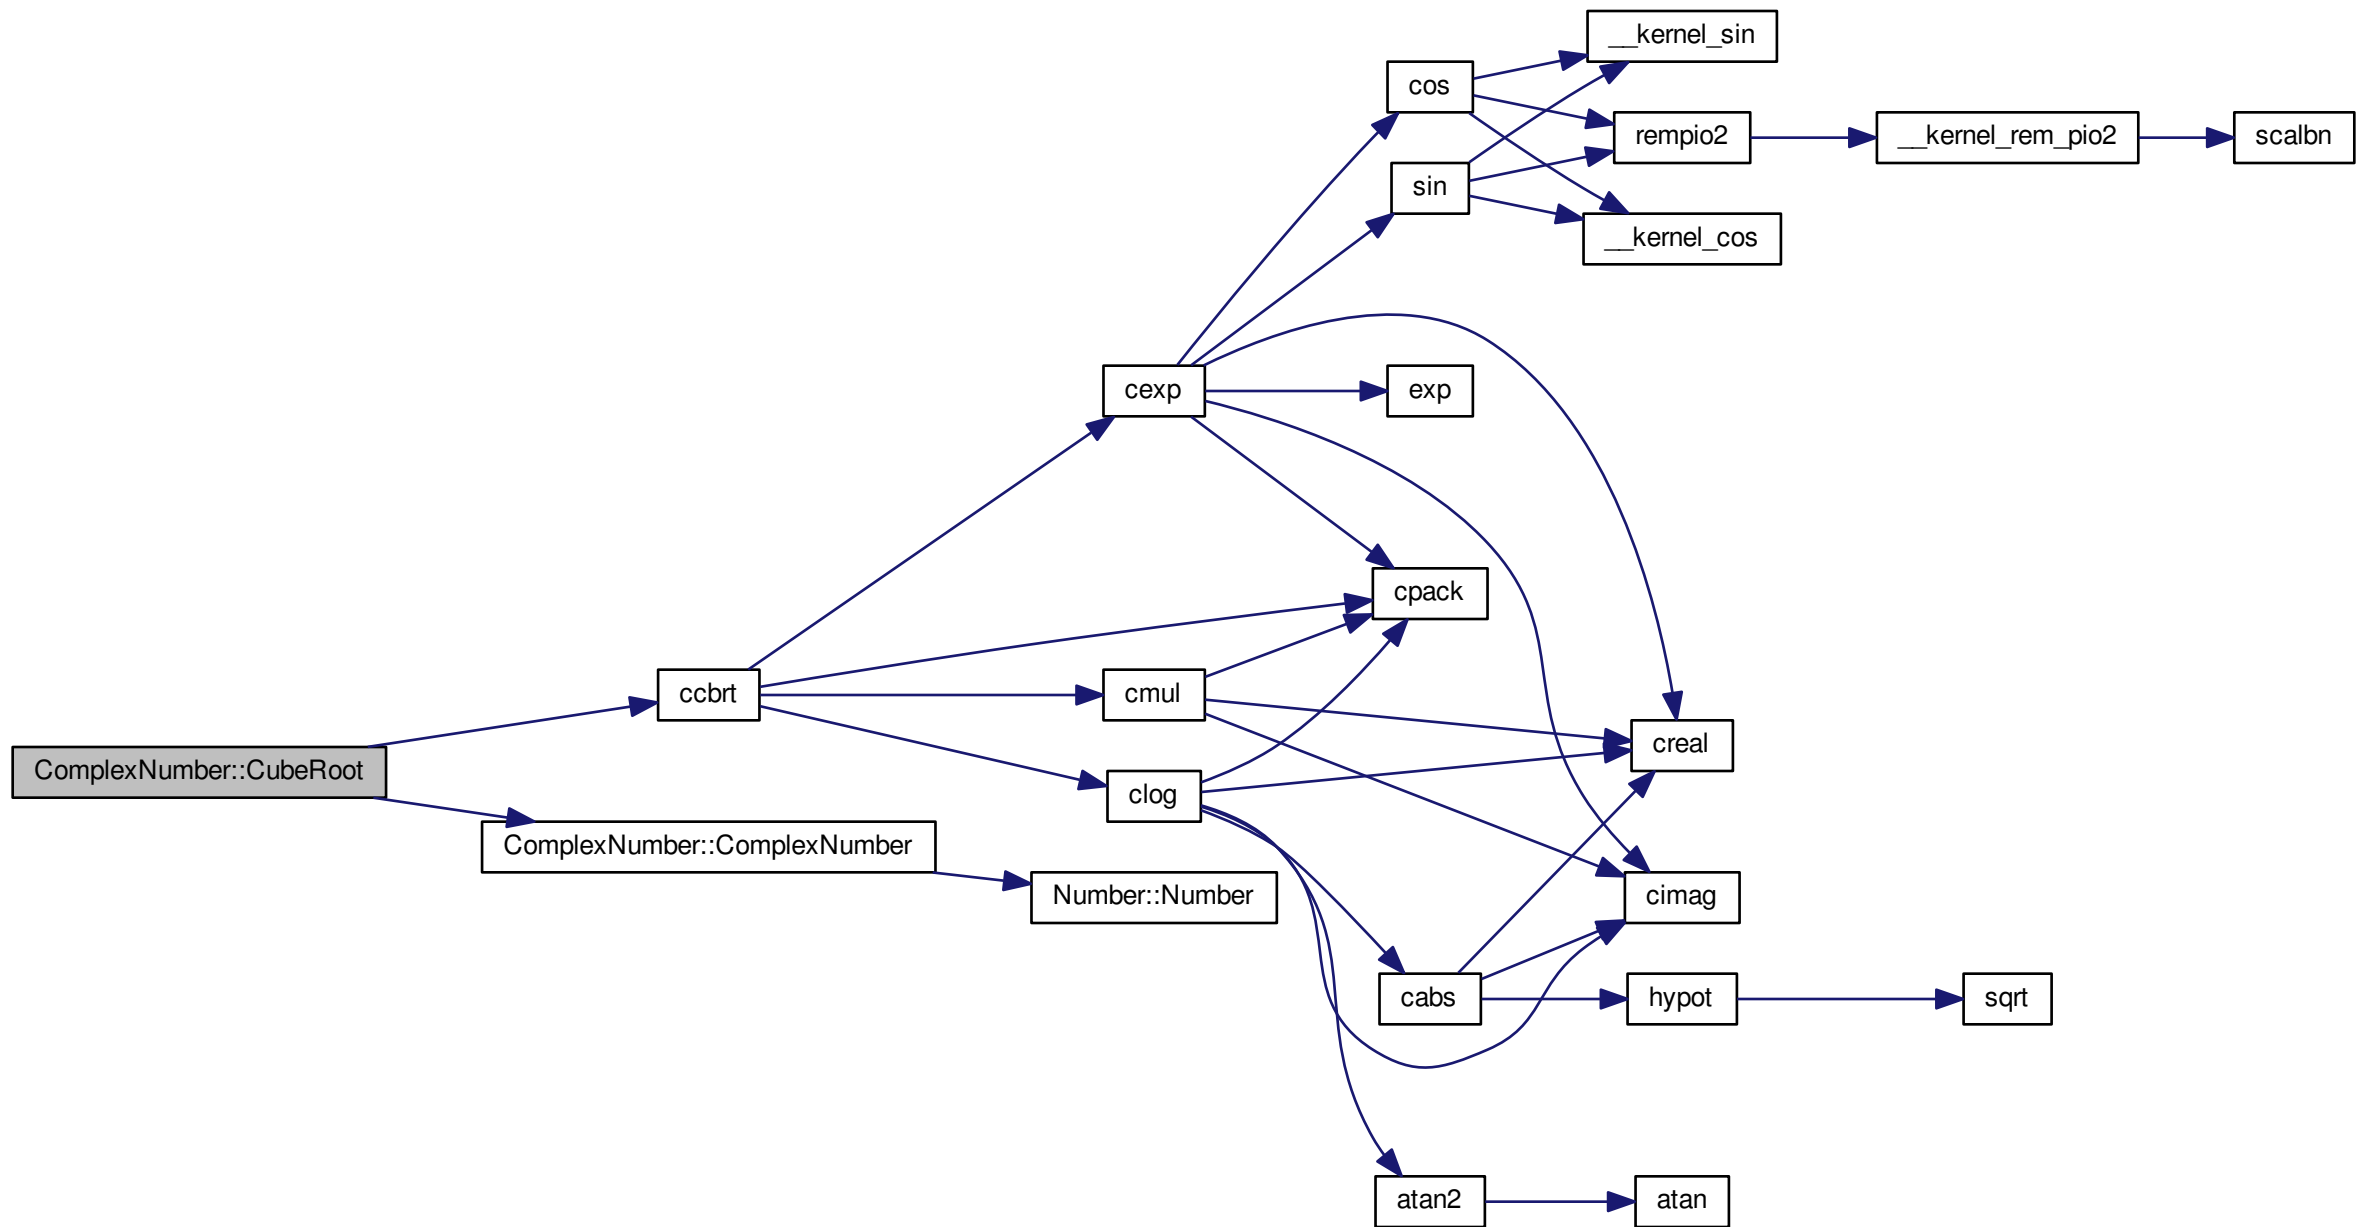 __kernel_sin
cos
rempio2
__kernel_rem_pio2
scalbn
sin
__kernel_cos
cexp
exp
cpack
ccbrt
cmul
creal
ComplexNumber::CubeRoot
clog
ComplexNumber::ComplexNumber
Number::Number
cimag
cabs
hypot
sqrt
atan2
atan